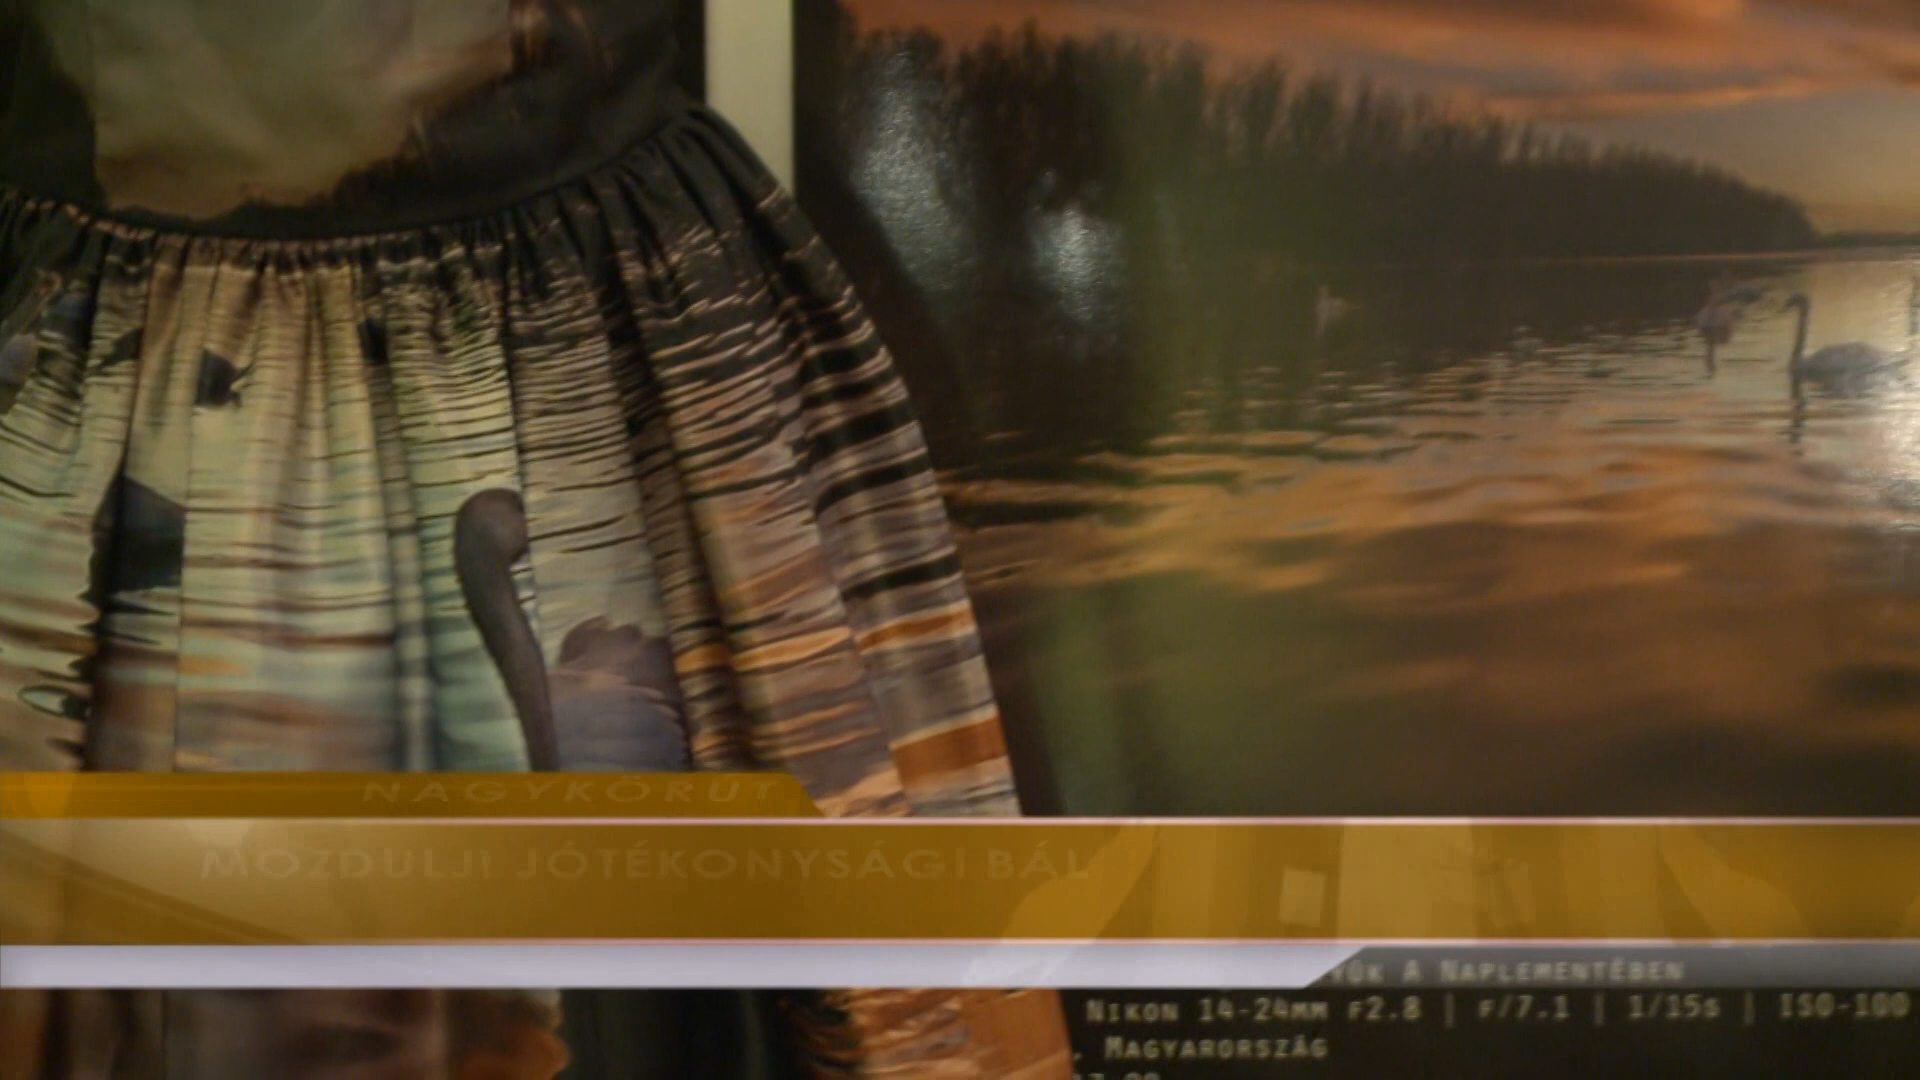 NAGYKÖRÚT
MOZDULJ! JÓTÉKONYSÁGI BÁL
A NAPLEMENTÉBEN
NIKON 14-24MM F2.8 | F/7.1 | 1/15S | ISO-100
, MAGYARORSZÁG